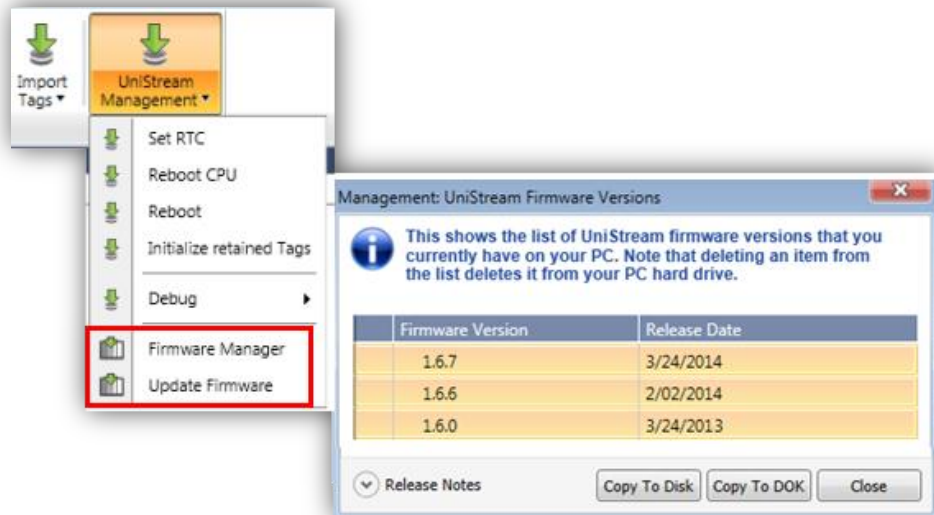 Import
Tags
UniStream
Management
Set RTC
Reboot CPU
Reboot
Initialize retained Tags
Debug
Firmware Manager
Update Firmware
Management: UniStream Firmware Versions
This shows the list of UniStream firmware versions that you
currently have on your PC. Note that deleting an item from
the list deletes it from your PC hard drive.
Firmware Version Release Date
1.6.7 3/24/2014
1.6.6 2/02/2014
1.6.0 3/24/2013
Release Notes Copy To Disk Copy To DOK Close